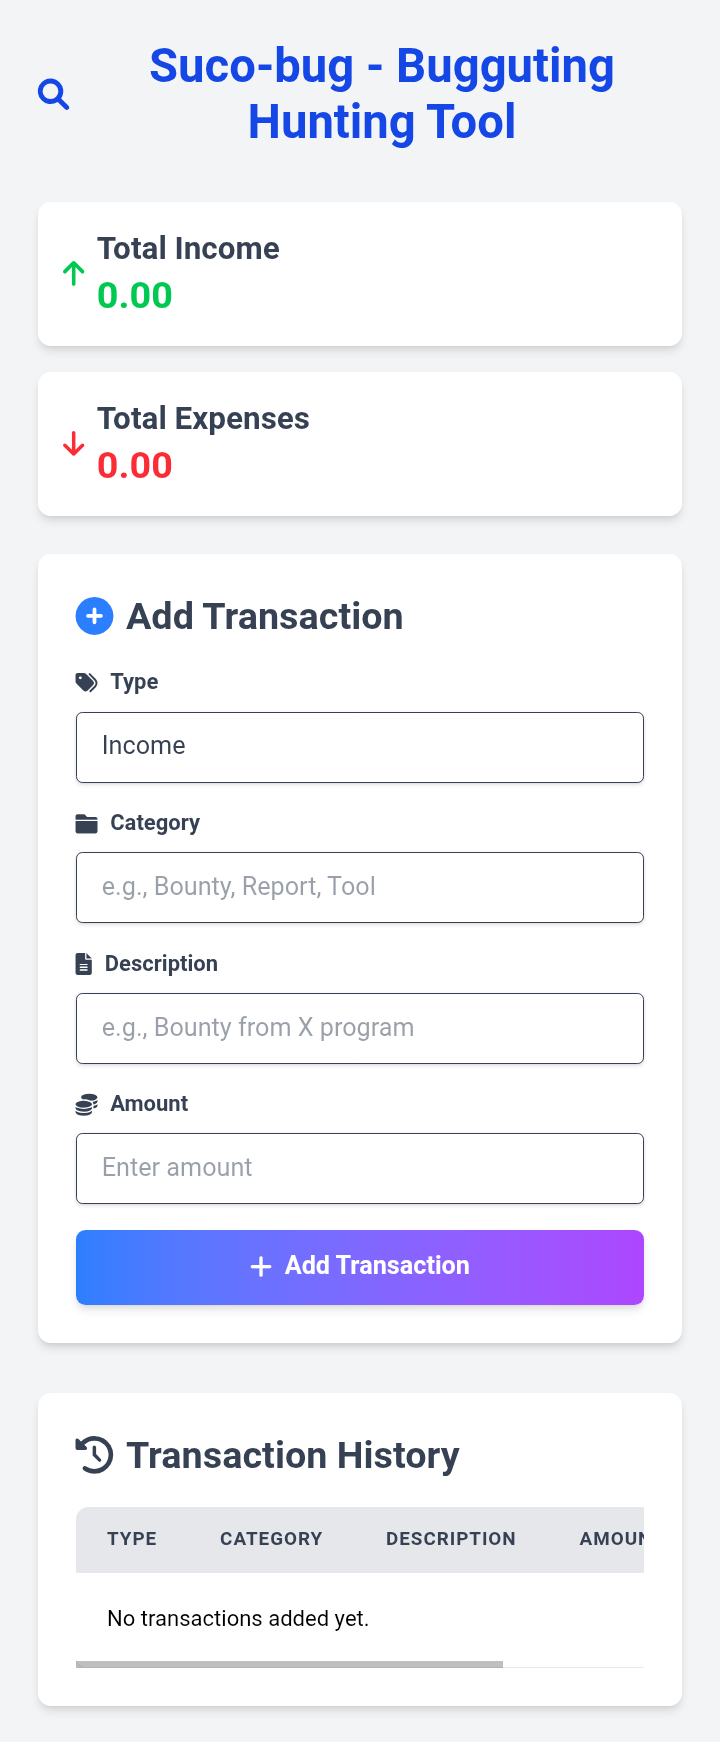 Suco-bug - Bugguting
Hunting Tool
Total Income
0.00
Total Expenses
0.00
Add Transaction
Type
Income
Category
e.g., Bounty, Report, Tool
Description
e.g., Bounty from X program
Amount
Enter amount
Add Transaction
Transaction History
TYPE CATEGORY DESCRIPTION AMOUN
No transactions added yet.